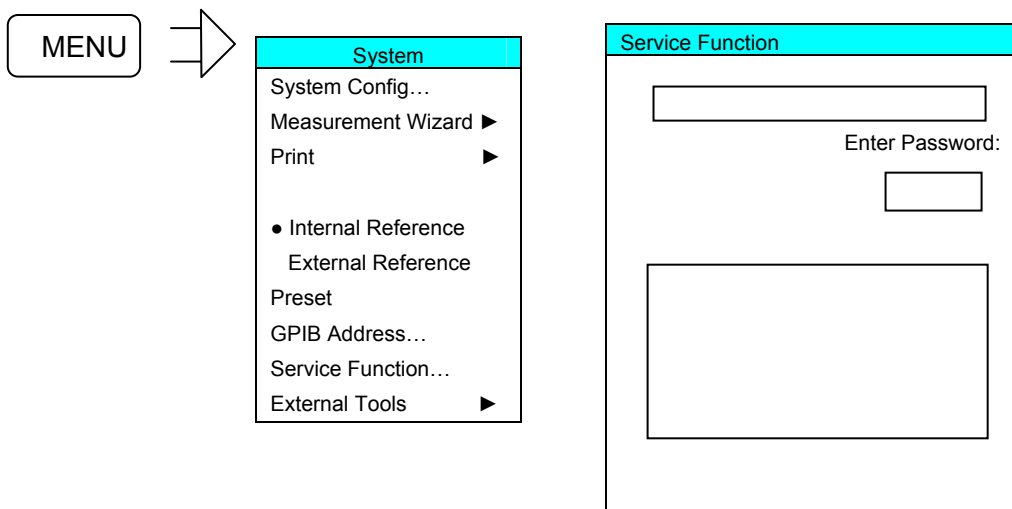 MENU
System
System Config…
Measurement Wizard ►
Print ►
● Internal Reference
External Reference
Preset
GPIB Address…
Service Function…
External Tools ►
Service Function
Enter Password: